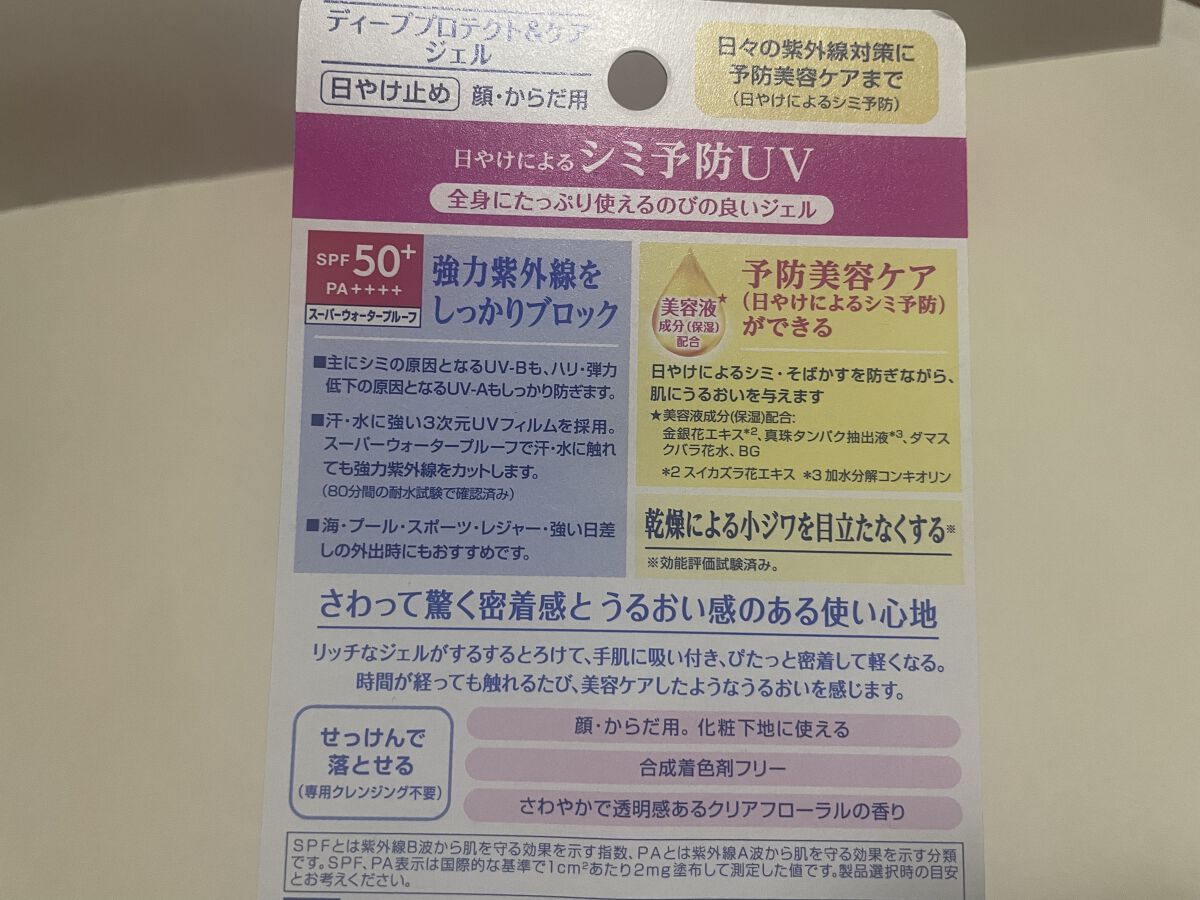 ディーププロテクト&ケア
ジェル
日やけ止め 顔・からだ用
日々の紫外線対策に
予防美容ケアまで
(日やけによるシミ予防)
日やけによるシミ予防UV
全身にたっぷり使えるのびの良いジェル
SPF50+
PA++++
スーパーウォータープルーフ
強力紫外線を
しっかりブロック
■主にシミの原因となるUV-Bも、ハリ・弾力
低下の原因となるUV-Aもしっかり防ぎます。
■汗・水に強い3次元UVフィルムを採用。
スーパーウォータープルーフで汗・水に触れ
ても強力紫外線をカットします。
(80分間の耐水試験で確認済み)
■海・プール・スポーツ・レジャー・強い日差
しの外出時にもおすすめです。
美容液★
成分(保湿)
配合
予防美容ケア
(日やけによるシミ予防)
ができる
日やけによるシミ・そばかすを防ぎながら、
肌にうるおいを与えます
★美容液成分(保湿)配合:
金銀花エキス*2、真珠タンパク抽出液*3、ダマス
クバラ花水、BG
*2 スイカズラ花エキス *3 加水分解コンキオリン
乾燥による小ジワを目立たなくする※
※効能評価試験済み。
さわって驚く密着感とうるおい感のある使い心地
リッチなジェルがするするとろけて、手肌に吸い付き、ぴたっと密着して軽くなる。
時間が経っても触れるたび、美容ケアしたようなうるおいを感じます。
せっけんで
落とせる
(専用クレンジング不要)
顔・からだ用。化粧下地に使える
合成着色剤フリー
さわやかで透明感あるクリアフローラルの香り
SPFとは紫外線B波から肌を守る効果を示す指数、PAとは紫外線A波から肌を守る効果を示す分類
です。SPF、PA表示は国際的な基準で1cm²あたり2mg塗布して測定した値です。製品選択時の目安
とお考えください。